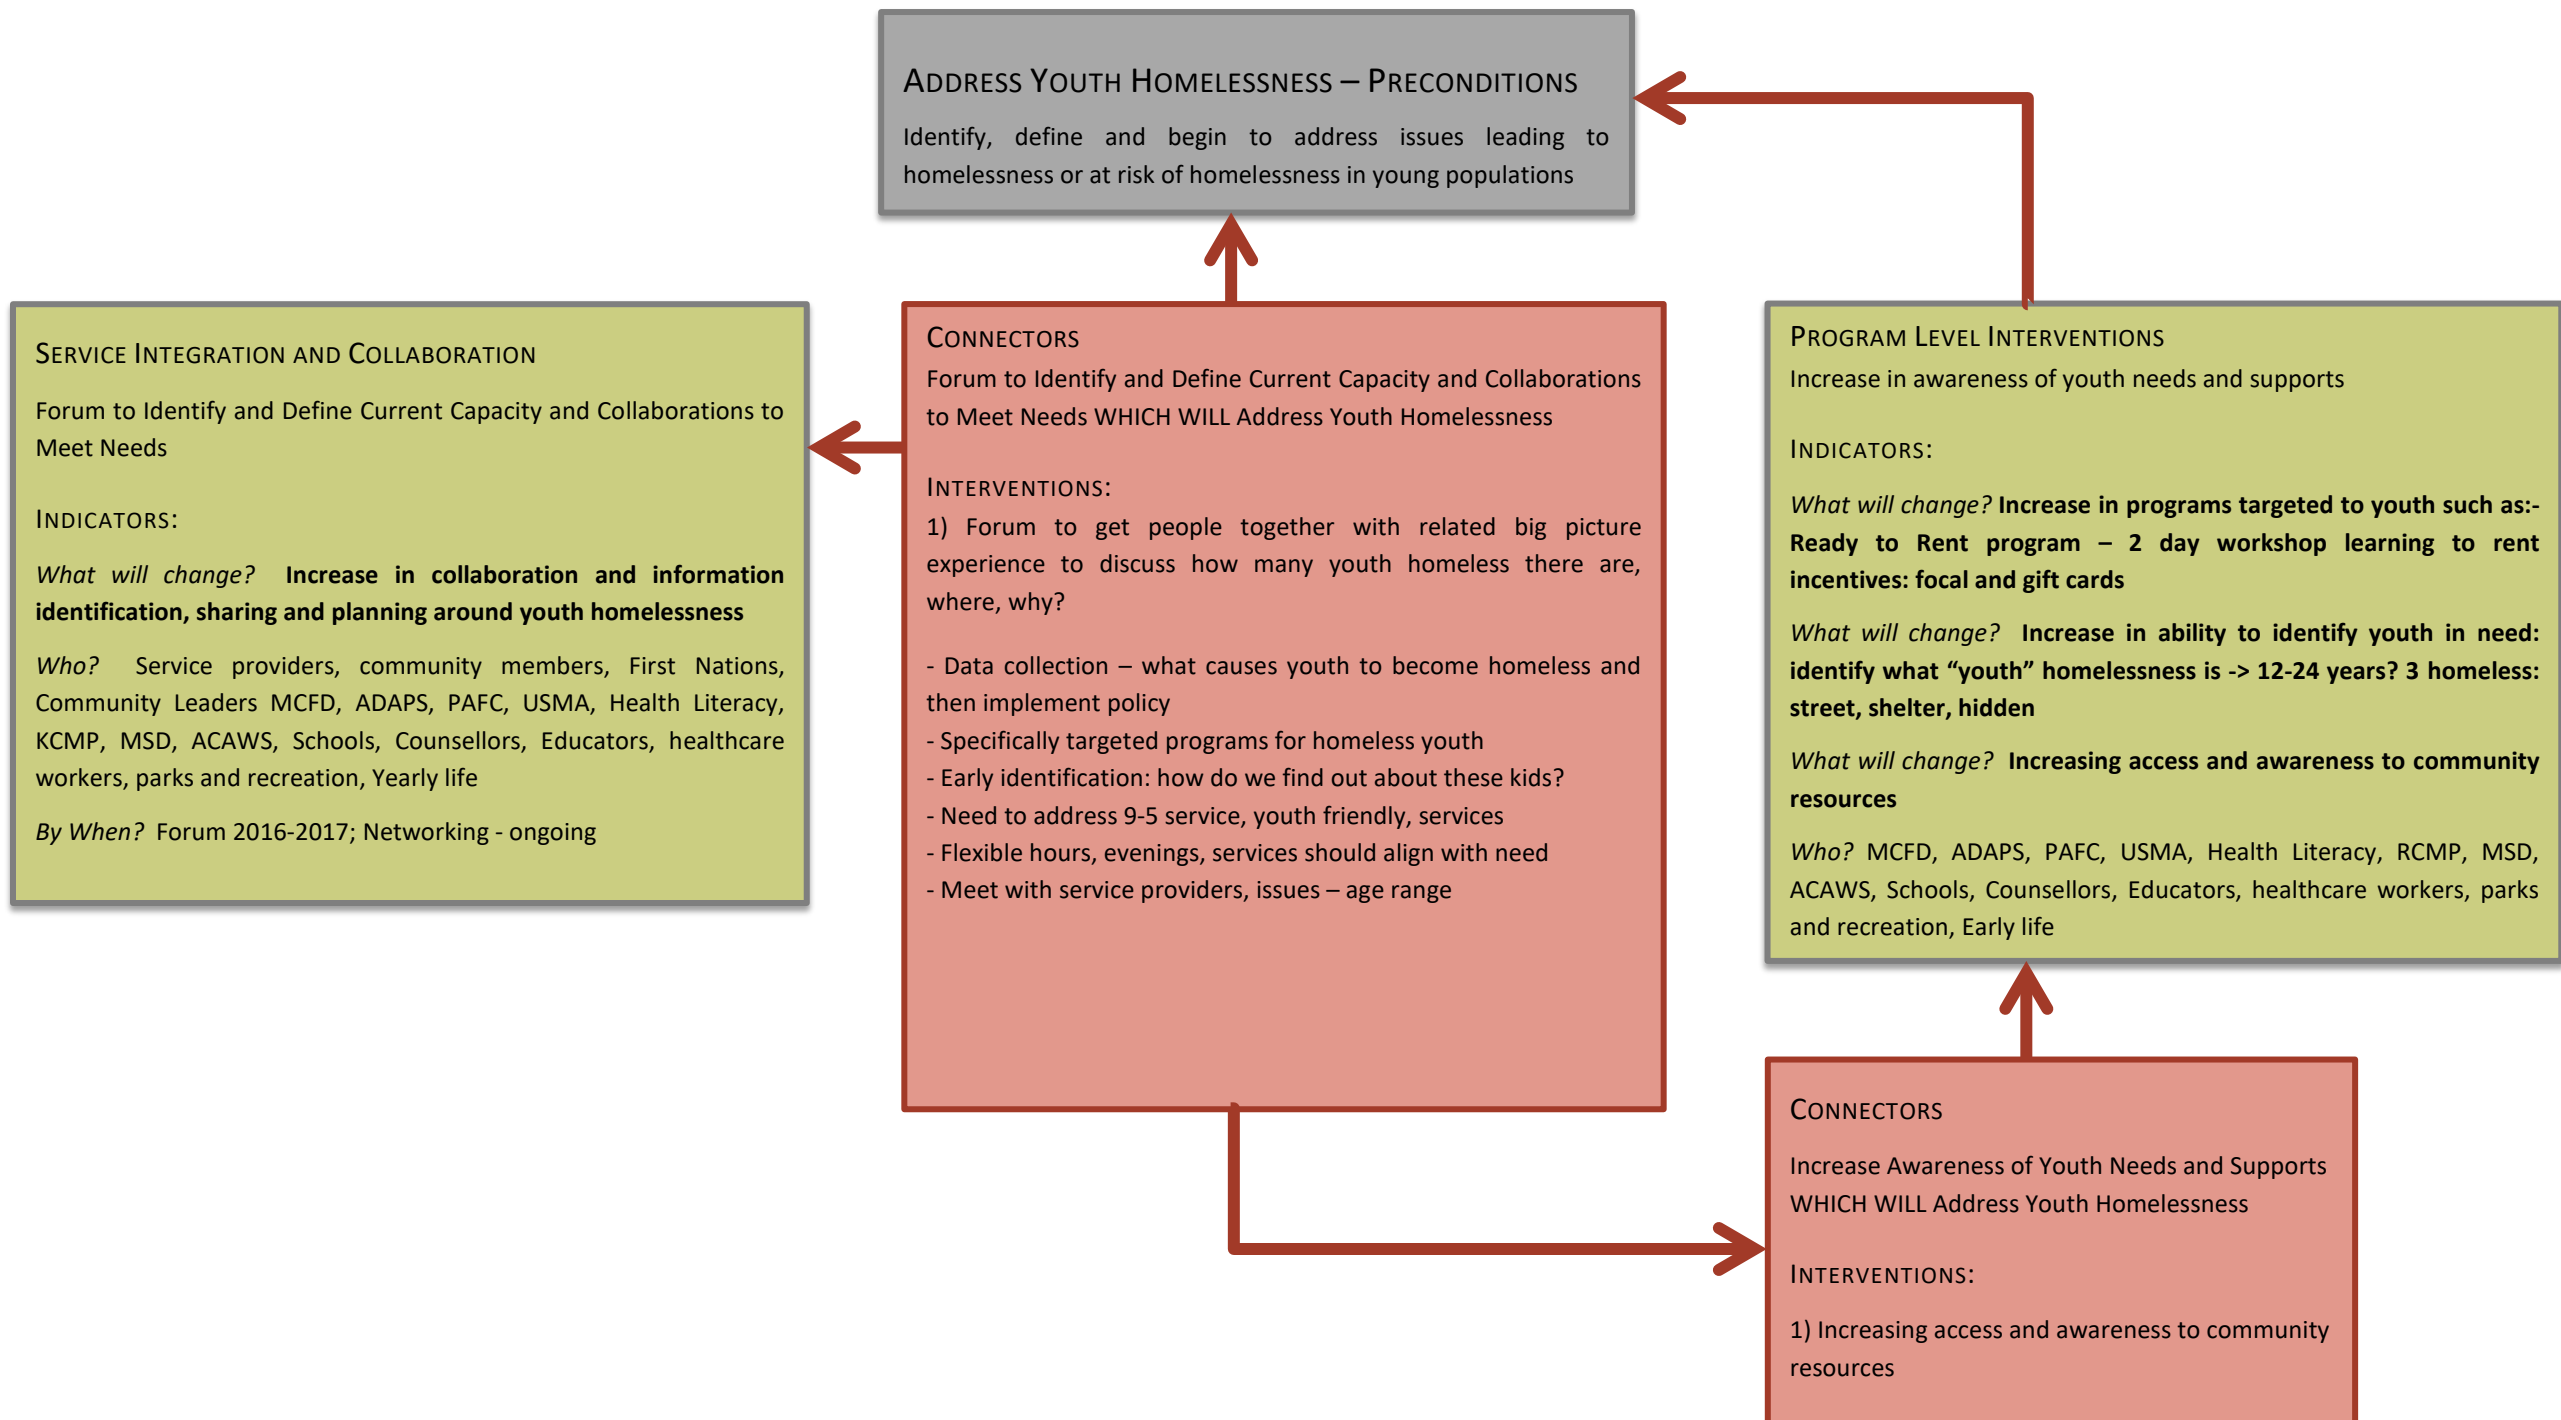 ADDRESS YOUTH HOMELESSNESS – PRECONDITIONS
Identify, define and begin to address issues leading to
homelessness or at risk of homelessness in young populations
SERVICE INTEGRATION AND COLLABORATION
Forum to Identify and Define Current Capacity and Collaborations to
Meet Needs
INDICATORS:
What will change? Increase in collaboration and information
identification, sharing and planning around youth homelessness
Who? Service providers, community members, First Nations,
Community Leaders MCFD, ADAPS, PAFC, USMA, Health Literacy,
KCMP, MSD, ACAWS, Schools, Counsellors, Educators, healthcare
workers, parks and recreation, Yearly life
By When? Forum 2016-2017; Networking - ongoing
CONNECTORS
Forum to Identify and Define Current Capacity and Collaborations
to Meet Needs WHICH WILL Address Youth Homelessness
INTERVENTIONS:
1) Forum to get people together with related big picture
experience to discuss how many youth homeless there are,
where, why?
- Data collection – what causes youth to become homeless and
then implement policy
- Specifically targeted programs for homeless youth
- Early identification: how do we find out about these kids?
- Need to address 9-5 service, youth friendly, services
- Flexible hours, evenings, services should align with need
- Meet with service providers, issues – age range
PROGRAM LEVEL INTERVENTIONS
Increase in awareness of youth needs and supports
INDICATORS:
What will change? Increase in programs targeted to youth such as:-
Ready to Rent program – 2 day workshop learning to rent
incentives: focal and gift cards
What will change? Increase in ability to identify youth in need:
identify what “youth” homelessness is -> 12-24 years? 3 homeless:
street, shelter, hidden
What will change? Increasing access and awareness to community
resources
Who? MCFD, ADAPS, PAFC, USMA, Health Literacy, RCMP, MSD,
ACAWS, Schools, Counsellors, Educators, healthcare workers, parks
and recreation, Early life
CONNECTORS
Increase Awareness of Youth Needs and Supports
WHICH WILL Address Youth Homelessness
INTERVENTIONS:
1) Increasing access and awareness to community
resources